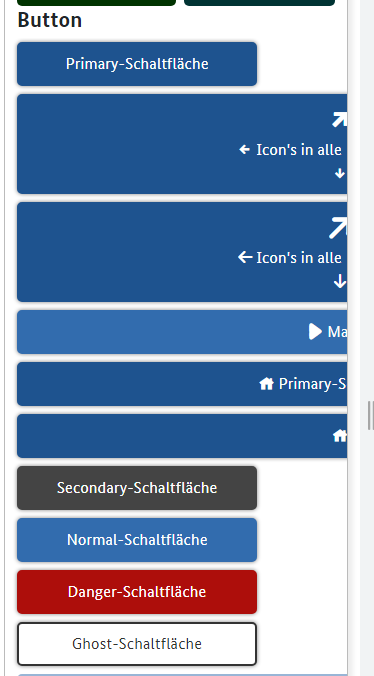 Button
Primary-Schaltfläche
Icon's in alle
Icon's in alle
Ma
Primary-S
Secondary-Schaltfläche
Normal-Schaltfläche
Danger-Schaltfläche
Ghost-Schaltfläche